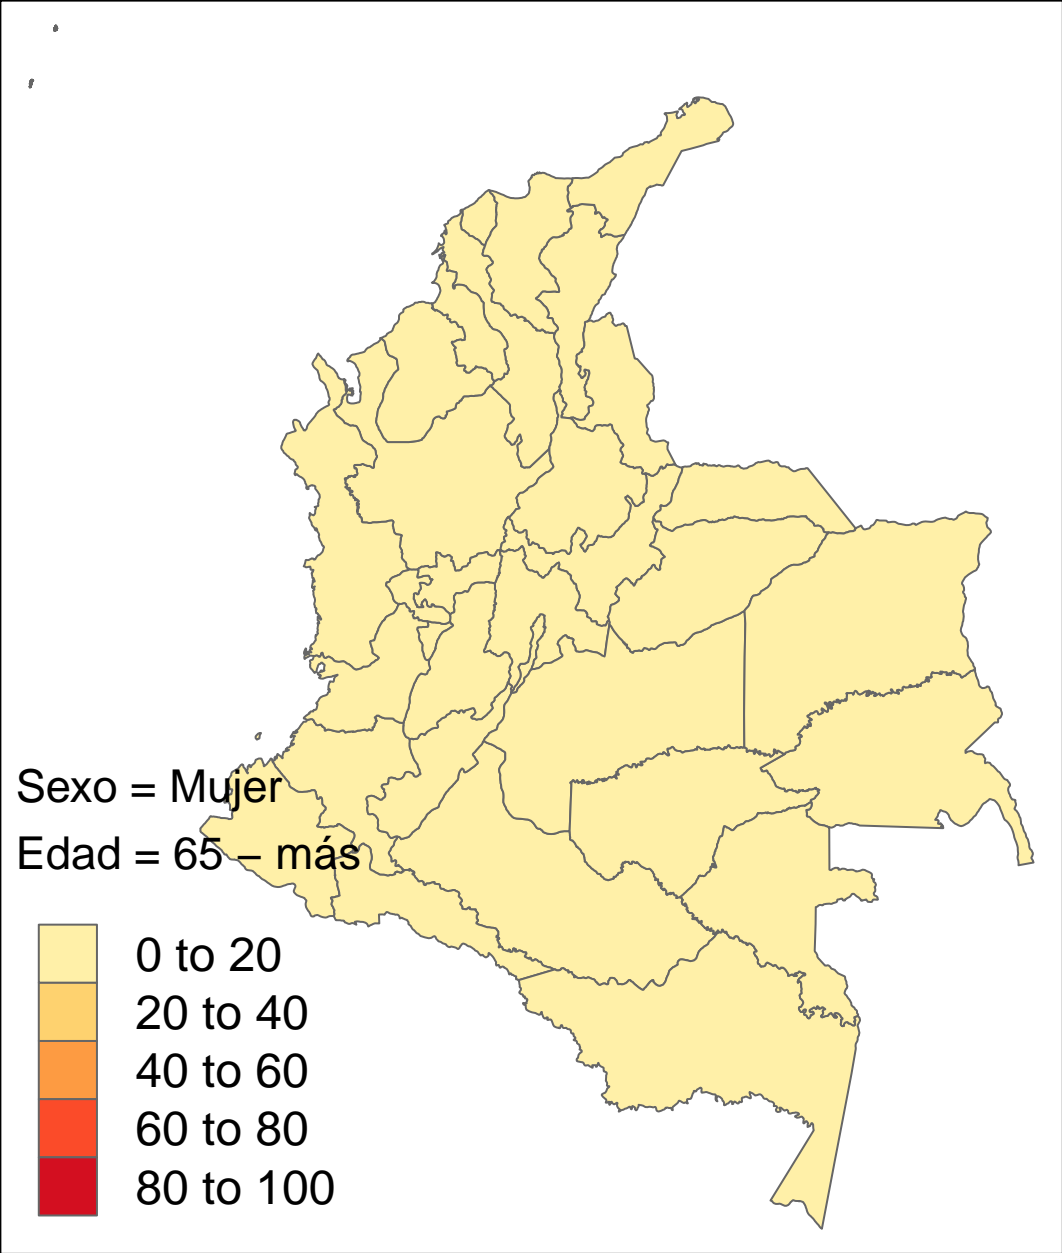 Sexo = Mujer
Edad = 65 – más
0 to 20
20 to 40
40 to 60
60 to 80
80 to 100